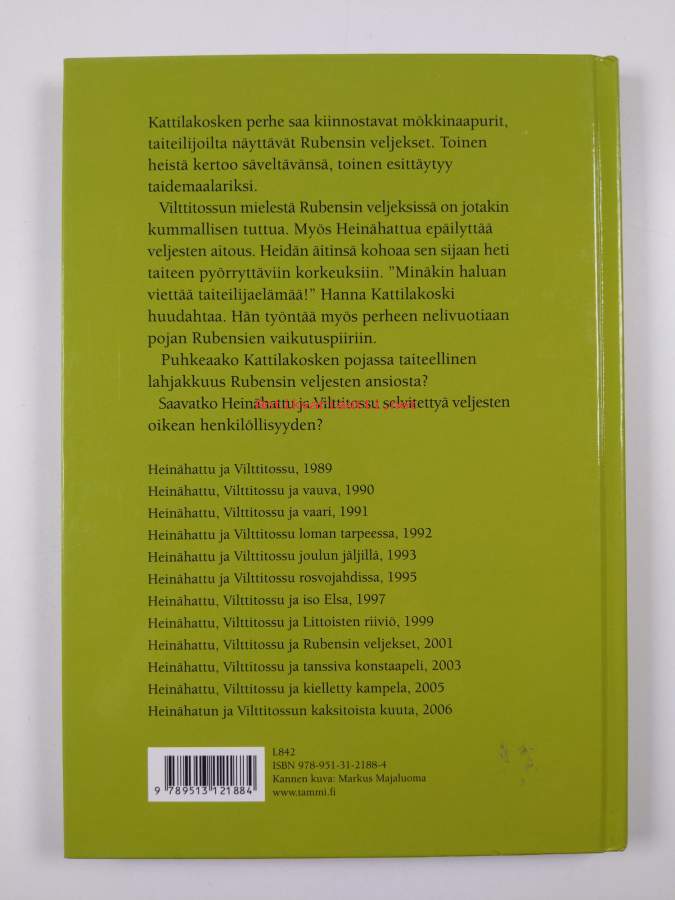 Kattilakosken perhe saa kiinnostavat mökkinaapurit,
taiteilijoilta näyttävät Rubensin veljekset. Toinen
heistä kertoo säveltävänsä, toinen esittäytyy
taidemaalariksi.
Vilttitossun mielestä Rubensin veljeksissä on jotakin
kummallisen tuttua. Myös Heinähattua epäilyttää
veljesten aitous. Heidän äitinsä kohoaa sen sijaan heti
taiteen pyörryttäviin korkeuksiin. ”Minäkin haluan
viettää taiteilijaelämää!” Hanna Kattilakoski
huudahtaa. Hän työntää myös perheen nelivuotiaan
pojan Rubensien vaikutuspiiriin.
Puhkeaako Kattilakosken pojassa taiteellinen
lahjakkuus Rubensin veljesten ansiosta?
Saavatko Heinähattu ja Vilttitossu selvitettyä veljesten
oikean henkilöllisyyden?
Heinähattu ja Vilttitossu, 1989
Heinähattu, Vilttitossu ja vauva, 1990
Heinähattu, Vilttitossu ja vaari, 1991
Heinähattu ja Vilttitossu loman tarpeessa, 1992
Heinähattu ja Vilttitossu joulun jäljillä, 1993
Heinähattu ja Vilttitossu rosvojahdissa, 1995
Heinähattu, Vilttitossu ja iso Elsa, 1997
Heinähattu, Vilttitossu ja Littoisten riiviö, 1999
Heinähattu, Vilttitossu ja Rubensin veljekset, 2001
Heinähattu, Vilttitossu ja tanssiva konstaapeli, 2003
Heinähattu, Vilttitossu ja kielletty kampela, 2005
Heinähatun ja Vilttitossun kaksitoista kuuta, 2006
L842
ISBN 978-951-31-2188-4
Kannen kuva: Markus Majaluoma
www.tammi.fi
9 789513 121884